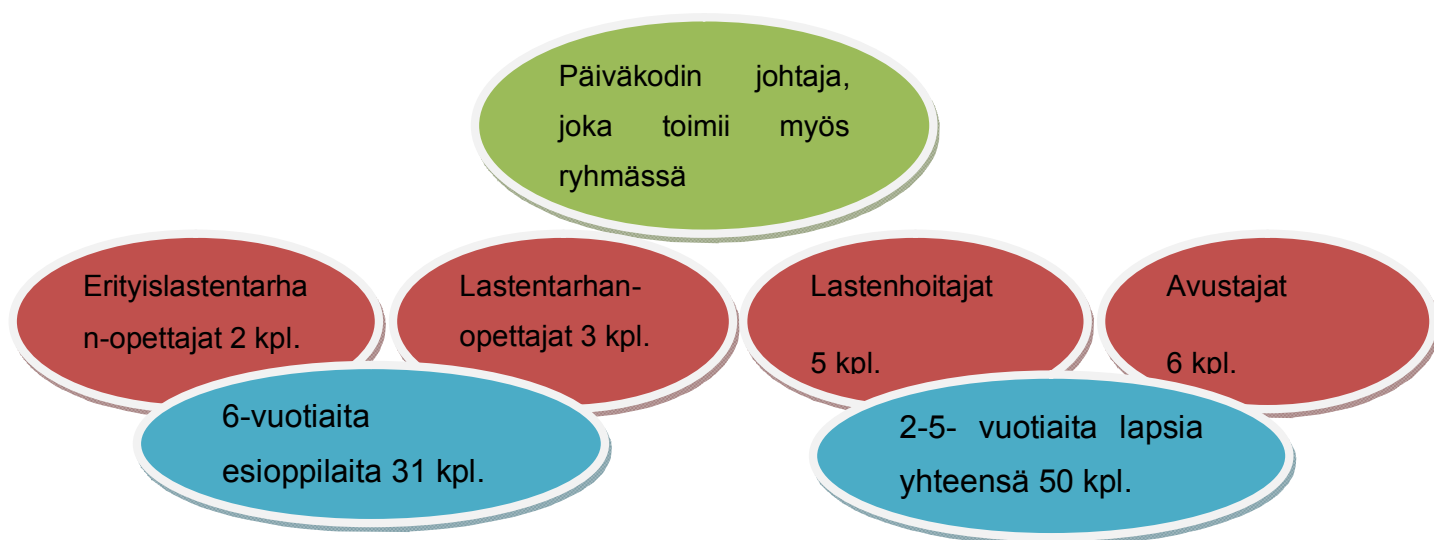 Päiväkodin johtaja,
joka toimii myös
ryhmässä
Erityislastentarha
n-opettajat 2 kpl.
Lastentarhan-
opettajat 3 kpl.
Lastenhoitajat
5 kpl.
Avustajat
6 kpl.
6-vuotiaita
esioppilaita 31 kpl.
2-5- vuotiaita lapsia
yhteensä 50 kpl.